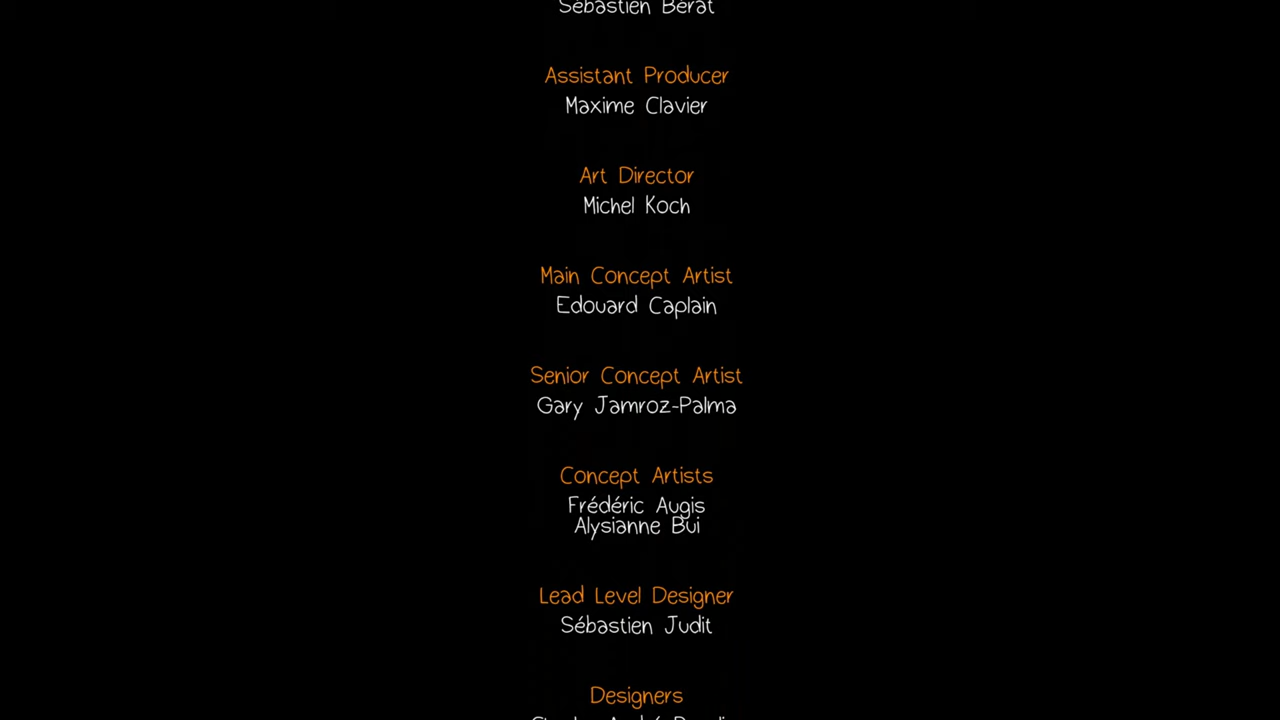 Sébastien Bérat
Assistant Producer
Maxime Clavier
Art Director
Michel Koch
Main Concept Artist
Edouard Caplain
Senior Concept Artist
Gary Jamroz-Palma
Concept Artists
Frédéric Augis
Alysianne Bui
Lead Level Designer
Sébastien Judit
Designers